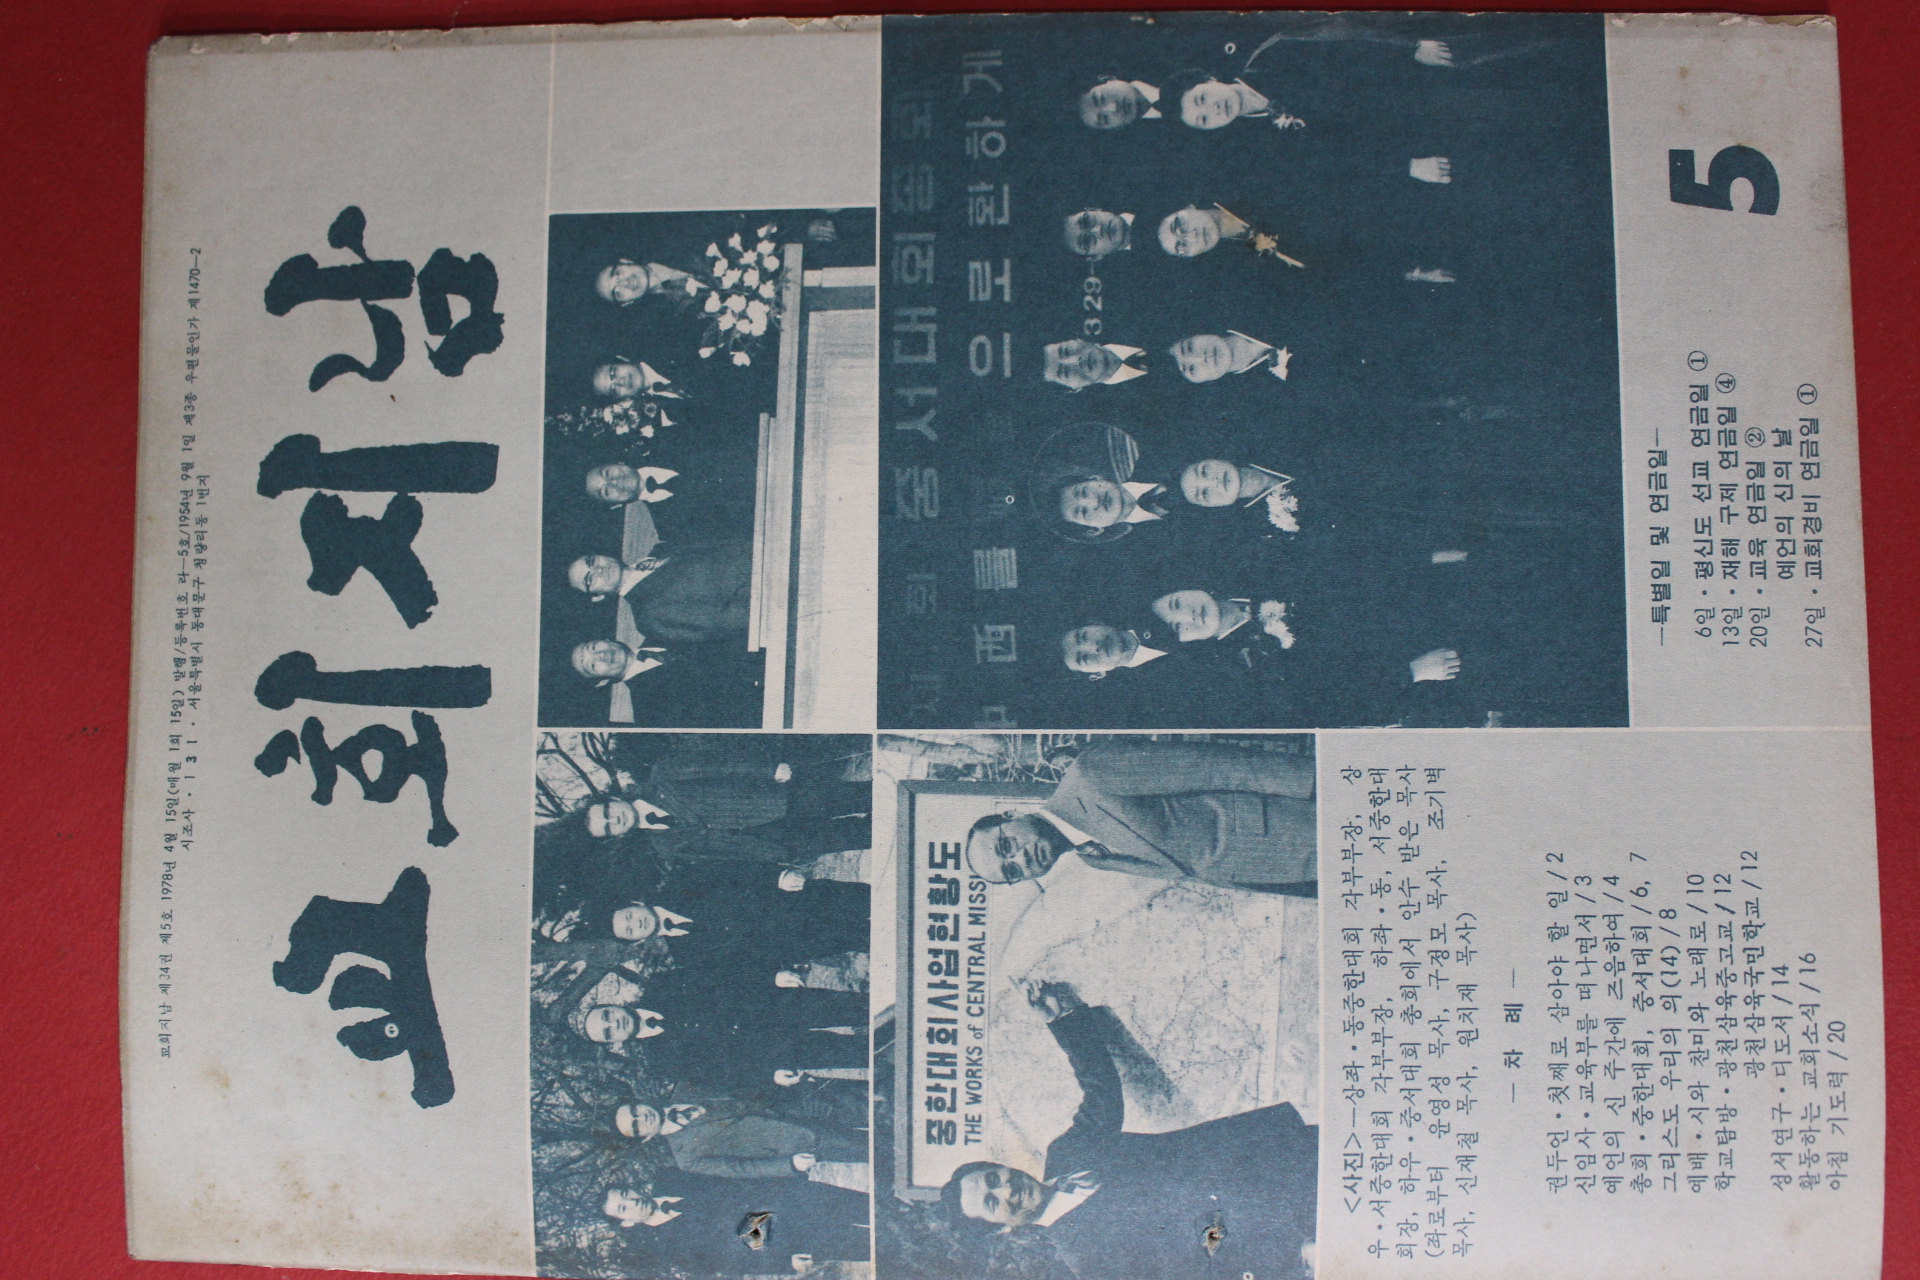 교회지남 제34권 제5호 1978년 4월 15일(매월 1회 15일) 발행/등록번호 라—5호/1954년 9월 1일 제3종 우편물인가 제1470—2
시조사 · 131 · 서울특별시 동대문구 청량리동 1번지
교회지남
중한대회사업현황도
THE WORKS of CENTRAL MISSI
중서대회총회
西를
으로 환하게
329
<사진>—상좌·동중한대회 각부부장, 상
우·서중한대회 각부부장, 하좌·동, 서중한대
회장, 하우·중서대회 총회에서 안수 받은 목사
(좌로부터 윤영성 목사, 구정모 목사, 조기벽
목사, 신재철 목사, 원치재 목사)
— 차 례 —
권두언·첫째로 삼아야 할 일/2
신임사·교육부를 떠나면서/3
예언의 신 주간에 즈음하여/4
총회·중한대회, 중서대회/6, 7
그리스도 우리의 의(14)/8
예배·시와 찬미와 노래로/10
학교탐방·광천삼육중고교/12
광천삼육국민학교/12
성서연구·디도서/14
활동하는 교회소식/16
아침 기도력/20
—특별일 및 연금일—
6일·평신도 선교 연금일 ①
13일·재해 구제 연금일 ④
20일·교육 연금일 ②
예언의 신의 날
27일·교회경비 연금일 ①
5